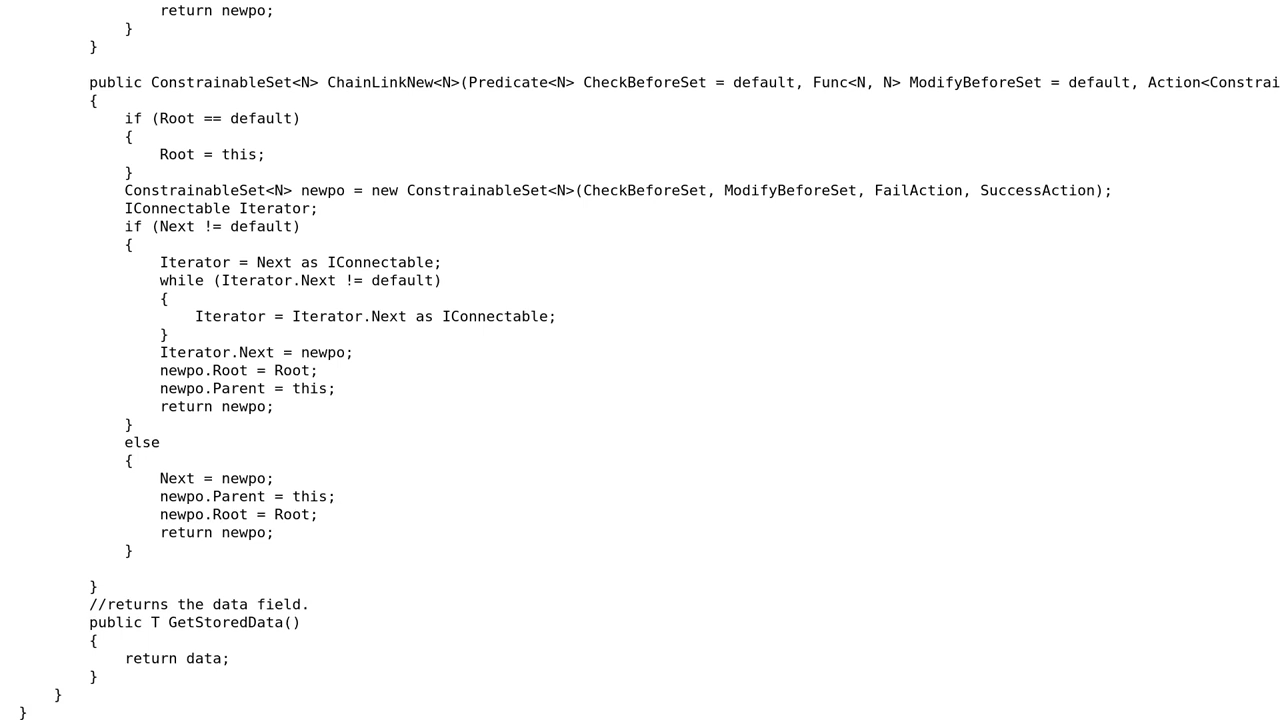 return newpo;
}
}
public ConstrainableSet<N> ChainLinkNew<N>(Predicate<N> CheckBeforeSet = default, Func<N, N> ModifyBeforeSet = default, Action<Constrai
{
if (Root == default)
{
Root = this;
}
ConstrainableSet<N> newpo = new ConstrainableSet<N>(CheckBeforeSet, ModifyBeforeSet, FailAction, SuccessAction);
IConnectable Iterator;
if (Next != default)
{
Iterator = Next as IConnectable;
while (Iterator.Next != default)
{
Iterator = Iterator.Next as IConnectable;
}
Iterator.Next = newpo;
newpo.Root = Root;
newpo.Parent = this;
return newpo;
}
else
{
Next = newpo;
newpo.Parent = this;
newpo.Root = Root;
return newpo;
}
}
//returns the data field.
public T GetStoredData()
{
return data;
}
}
}